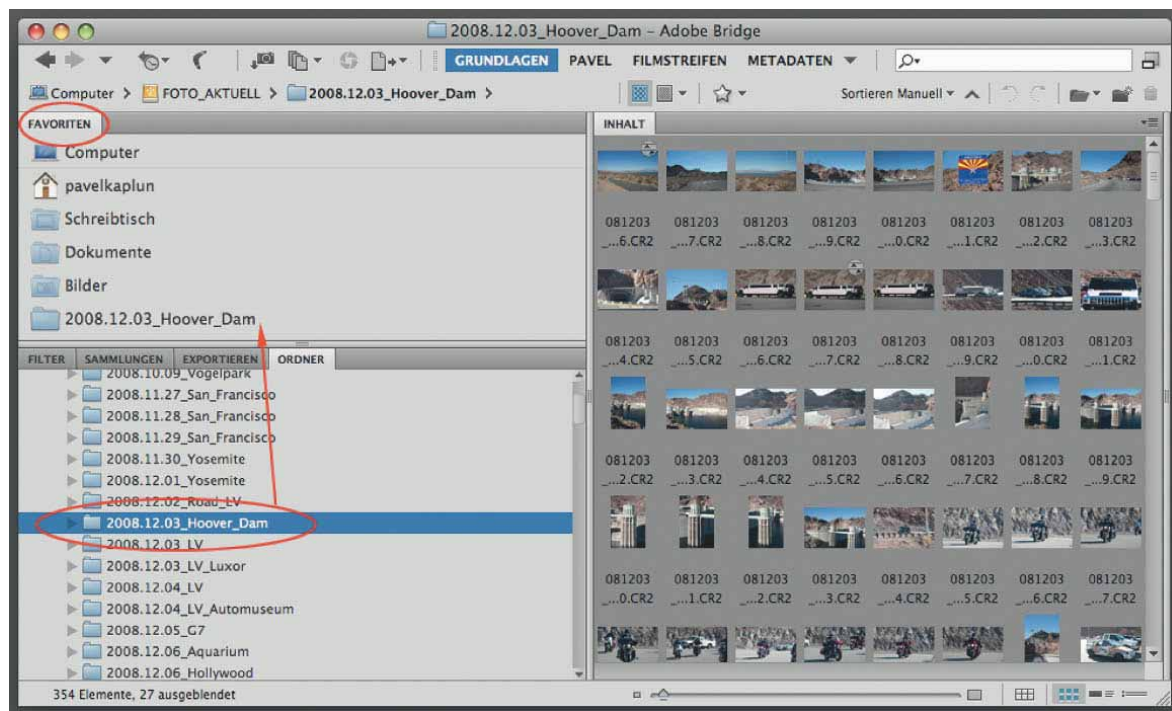 2008.12.03_Hoover_Dam – Adobe Bridge
GRUNDLAGEN PAVEL FILMSTREIFEN METADATEN
Computer > FOTO_AKTUELL > 2008.12.03_Hoover_Dam >
Sortieren Manuell
FAVORITEN
Computer
pavelkaplun
Schreibtisch
Dokumente
Bilder
2008.12.03_Hoover_Dam
FILTER SAMMLUNGEN EXPORTIEREN ORDNER
2008.10.09_Vogelpark
2008.11.27_San_Francisco
2008.11.28_San_Francisco
2008.11.29_San_Francisco
2008.11.30_Yosemite
2008.12.01_Yosemite
2008.12.02_Road_LV
2008.12.03_Hoover_Dam
2008.12.03_LV
2008.12.03_LV_Luxor
2008.12.04_LV
2008.12.04_LV_Automuseum
2008.12.05_G7
2008.12.06_Aquarium
2008.12.06_Hollywood
INHALT
081203 081203 081203 081203 081203 081203 081203 081203
_...6.CR2 _...7.CR2 _...8.CR2 _...9.CR2 _...0.CR2 _...1.CR2 _...2.CR2 _...3.CR2
081203 081203 081203 081203 081203 081203 081203 081203
_...4.CR2 _...5.CR2 _...6.CR2 _...7.CR2 _...8.CR2 _...9.CR2 _...0.CR2 _...1.CR2
081203 081203 081203 081203 081203 081203 081203 081203
_...2.CR2 _...3.CR2 _...4.CR2 _...5.CR2 _...6.CR2 _...7.CR2 _...8.CR2 _...9.CR2
081203 081203 081203 081203 081203 081203 081203 081203
_...0.CR2 _...1.CR2 _...2.CR2 _...3.CR2 _...4.CR2 _...5.CR2 _...6.CR2 _...7.CR2
354 Elemente, 27 ausgeblendet